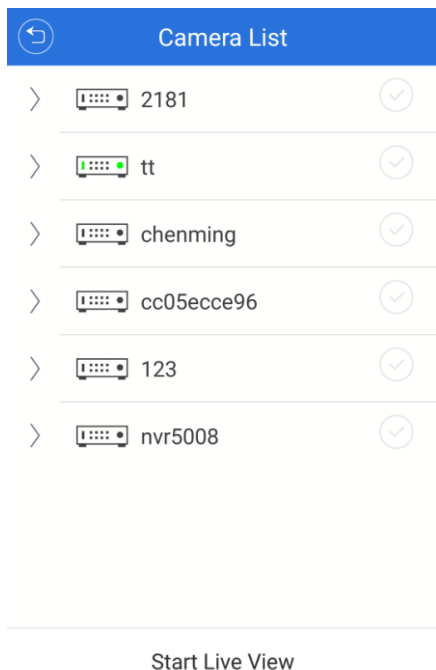 Camera List
2181
tt
chenming
cc05ecce96
123
nvr5008
Start Live View